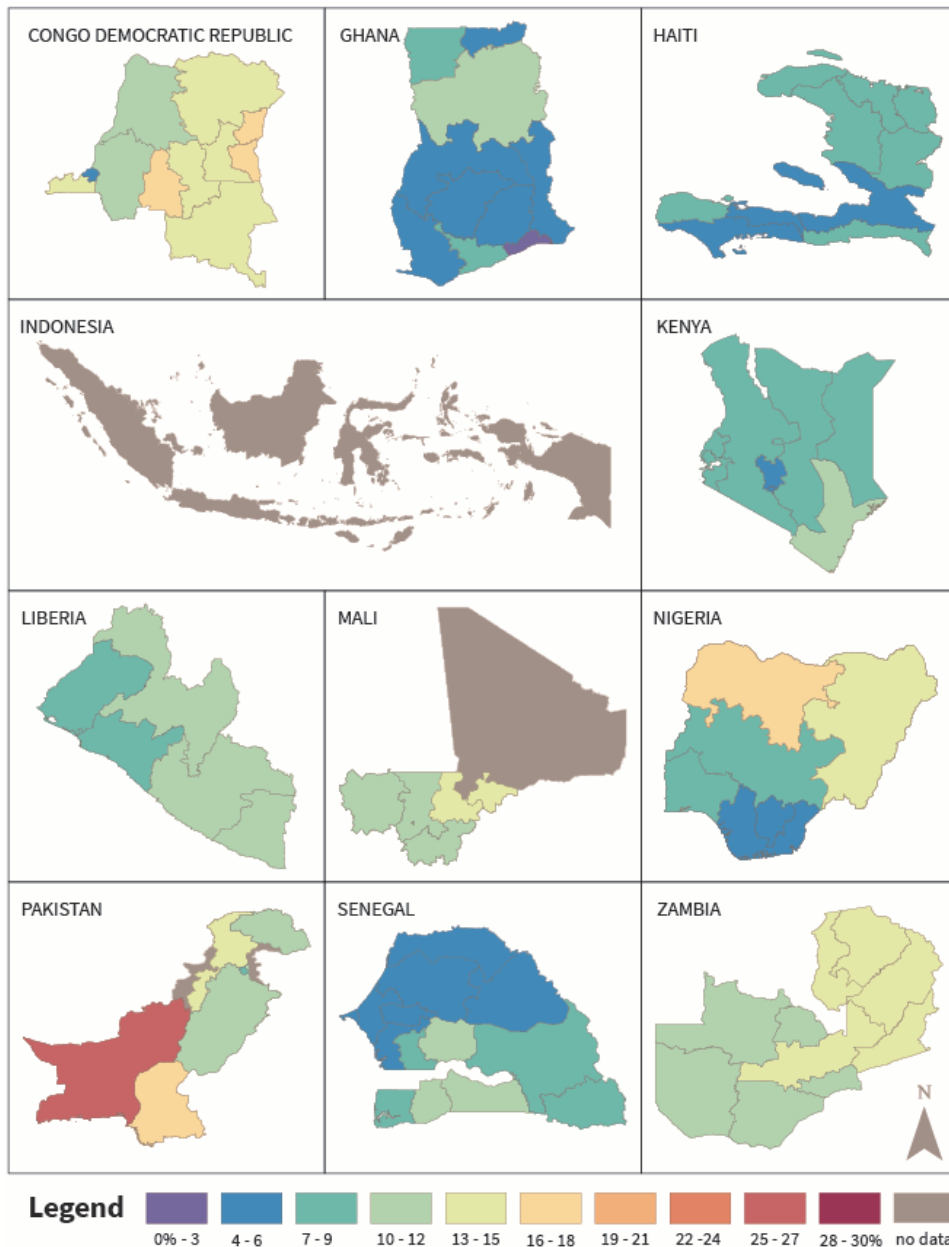 CONGO DEMOCRATIC REPUBLIC
GHANA
HAITI
INDONESIA
KENYA
LIBERIA
MALI
NIGERIA
PAKISTAN
SENEGAL
ZAMBIA
N
Legend
0% - 3 4 - 6 7 - 9 10 - 12 13 - 15 16 - 18 19 - 21 22 -24 25 - 27 28 - 30% no data